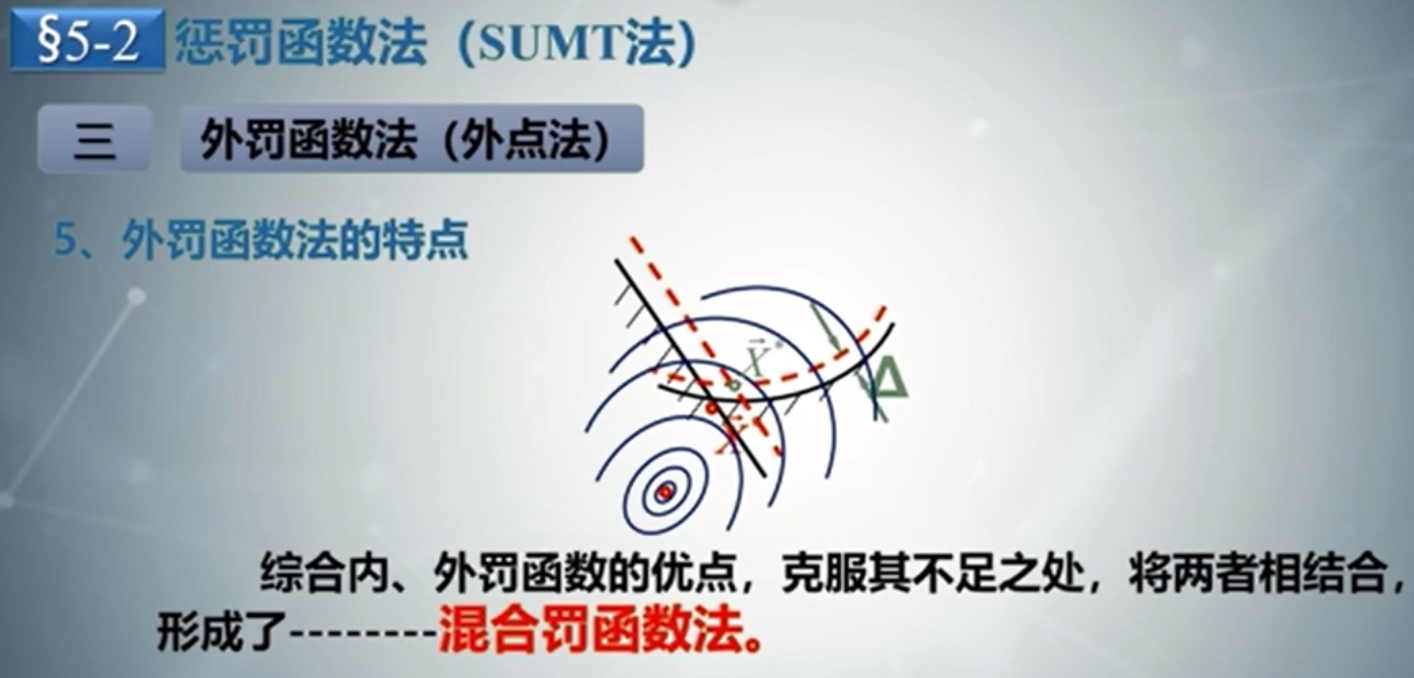 §5-2 惩罚函数法（SUMT法）
三 外罚函数法（外点法）
5、外罚函数法的特点
X*
Δ
X*
综合内、外罚函数的优点，克服其不足之处，将两者相结合，
形成了--------混合罚函数法。